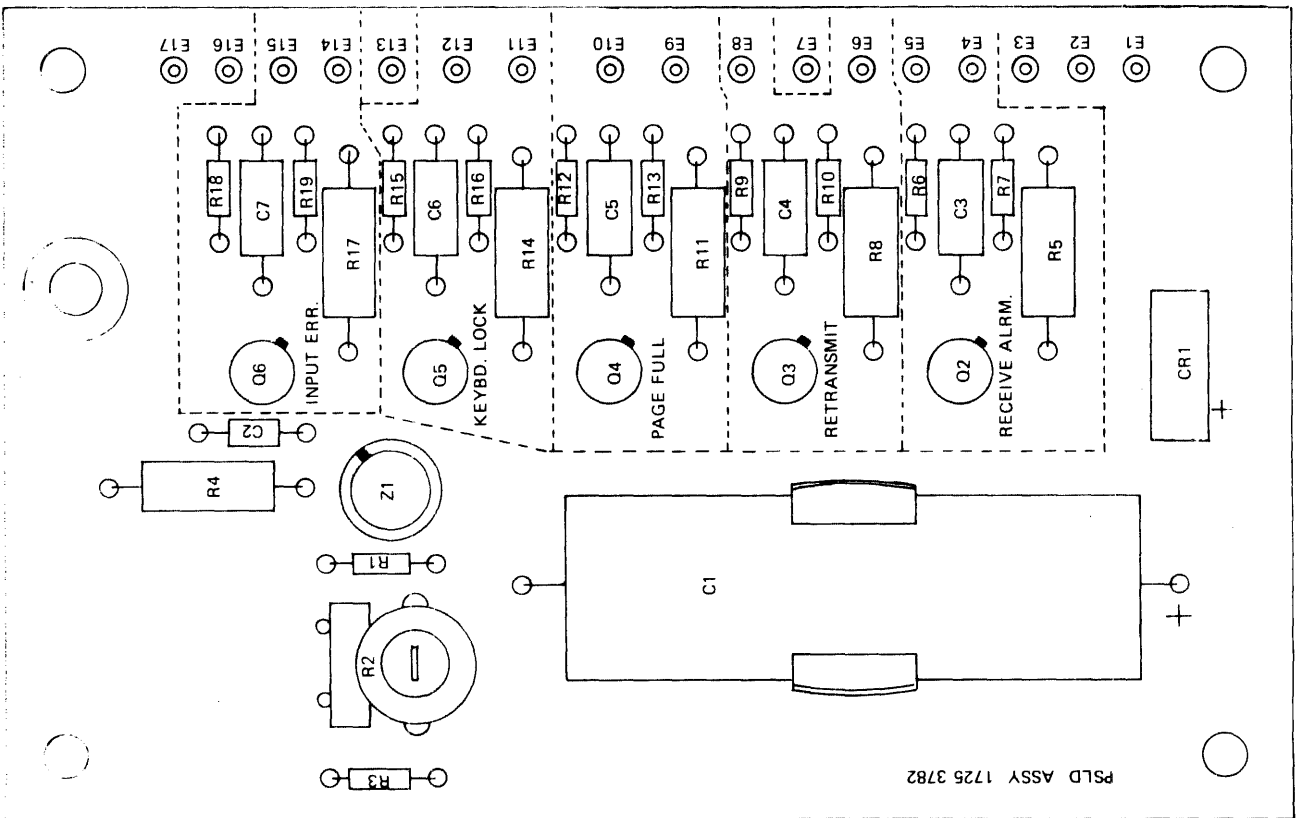 E17 E16 E15 E14 E13 E12 E11 E10 E9 E8 E7 E6 E5 E4 E3 E2 E1
R18 C7 R19 R17 R15 C6 R16 R14 R12 C5 R13 R11 R9 C4 R10 R8 R6 C3 R7 R5
Q6 INPUT ERR.
Q5 KEYBD. LOCK
Q4 PAGE FULL
Q3 RETRANSMIT
Q2 RECEIVE ALRM.
CR1
+
C2
R4
Z1
R1
C1
+
R2
R3
PSLD ASSY 1725 3782